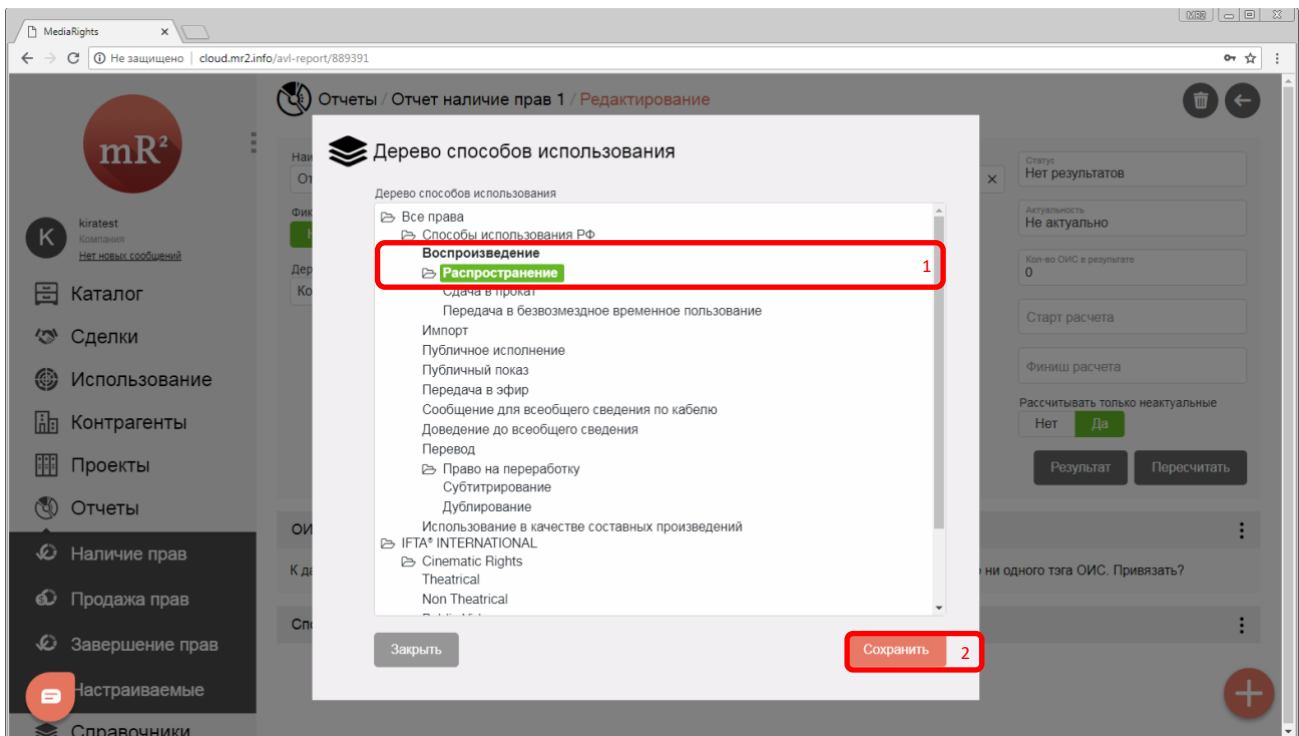 MediaRights
Не защищено | cloud.mr2.info/avl-report/889391
Отчеты / Отчет наличие прав 1 / Редактирование
mR²
K
kiratest
Компания
Нет новых сообщений
Каталог
Сделки
Использование
Контрагенты
Проекты
Отчеты
Наличие прав
Продажа прав
Завершение прав
Настраиваемые
Справочники
Дерево способов использования
Дерево способов использования
Все права
Способы использования РФ
Воспроизведение
Распространение
1
Сдача в прокат
Передача в безвозмездное временное пользование
Импорт
Публичное исполнение
Публичный показ
Передача в эфир
Сообщение для всеобщего сведения по кабелю
Доведение до всеобщего сведения
Перевод
Право на переработку
Субтитрирование
Дублирование
Использование в качестве составных произведений
IFTA® INTERNATIONAL
Cinematic Rights
Theatrical
Non Theatrical
Закрыть
Сохранить
2
Статус
Нет результатов
Актуальность
Не актуально
Кол-во ОИС в результате
0
Старт расчета
Финиш расчета
Рассчитывать только неактуальные
Нет Да
Результат Пересчитать
ни одного тэга ОИС. Привязать?